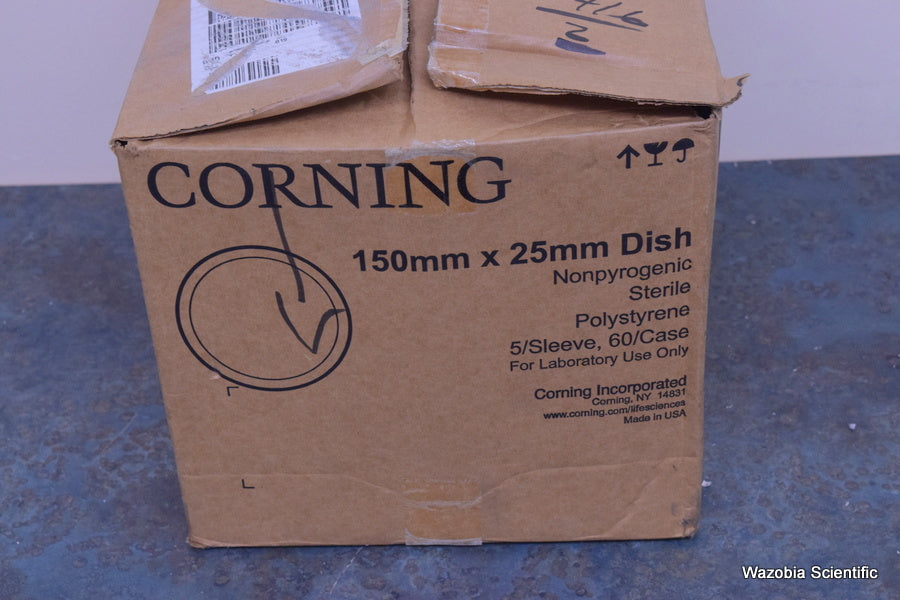 CORNING
150mm x 25mm Dish
Nonpyrogenic
Sterile
Polystyrene
5/Sleeve, 60/Case
For Laboratory Use Only
Corning Incorporated
Corning, NY 14831
www.corning.com/lifesciences
Made in USA
Wazobia Scientific